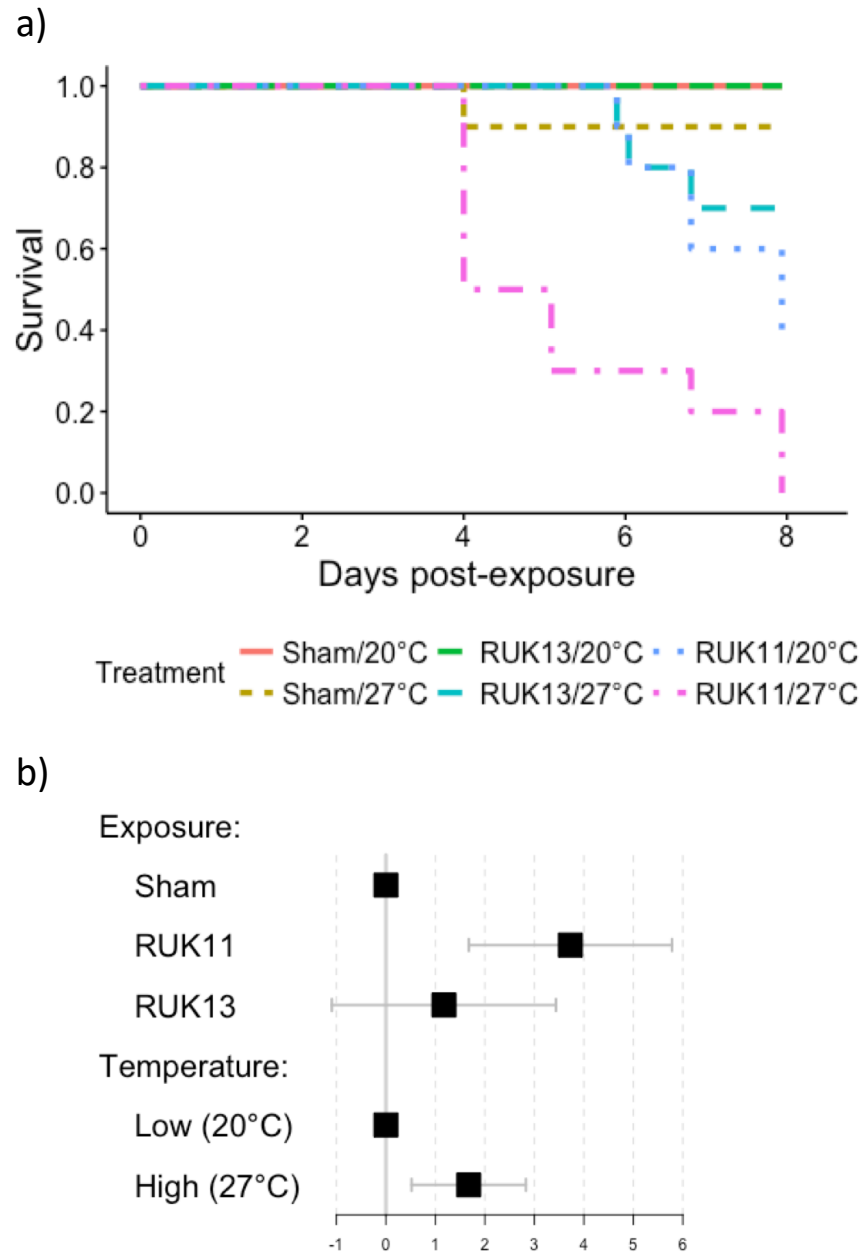 a)
1.0
0.8
0.6
0.4
0.2
0.0
Survival
0 2 4 6 8
Days post-exposure
Treatment
Sham/20°C RUK13/20°C RUK11/20°C
Sham/27°C RUK13/27°C RUK11/27°C
b)
Exposure:
Sham
RUK11
RUK13
Temperature:
Low (20°C)
High (27°C)
-1 0 1 2 3 4 5 6